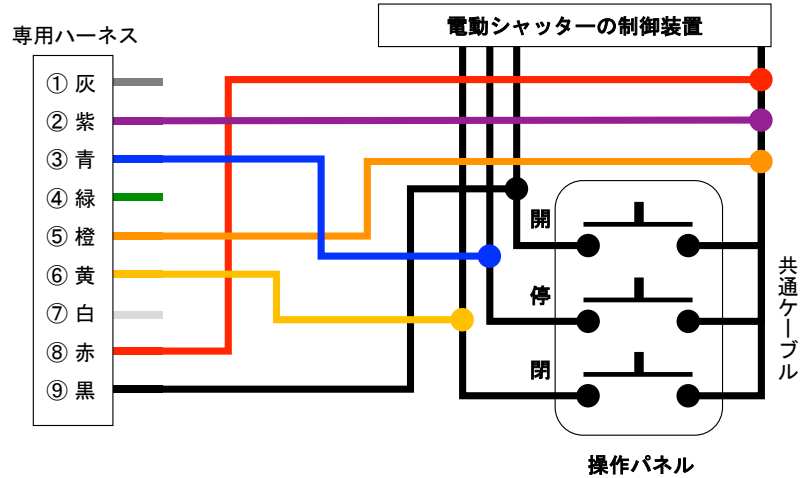 電動シャッターの制御装置
専用ハーネス
① 灰
② 紫
③ 青
④ 緑
⑤ 橙
⑥ 黄
⑦ 白
⑧ 赤
⑨ 黒
開
停
閉
共通ケーブル
操作パネル